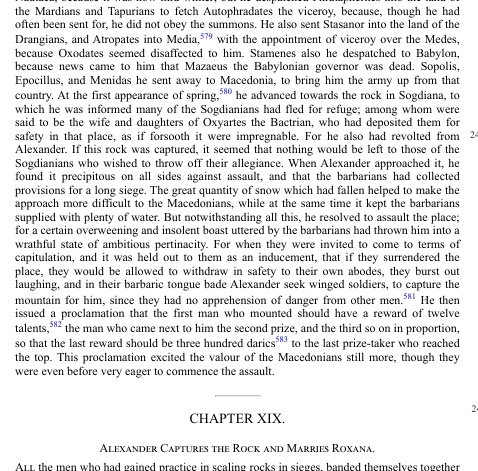 the Mardians and Tapurians to fetch Autophradates the viceroy, because, though he had
often been sent for, he did not obey the summons. He also sent Stasanor into the land of the
Drangians, and Atropates into Media,579 with the appointment of viceroy over the Medes,
because Oxodates seemed disaffected to him. Stamenes also he despatched to Babylon,
because news came to him that Mazaeus the Babylonian governor was dead. Sopolis,
Epocillus, and Menidas he sent away to Macedonia, to bring him the army up from that
country. At the first appearance of spring,580 he advanced towards the rock in Sogdiana, to
which he was informed many of the Sogdianians had fled for refuge; among whom were
said to be the wife and daughters of Oxyartes the Bactrian, who had deposited them for
safety in that place, as if forsooth it were impregnable. For he also had revolted from
Alexander. If this rock was captured, it seemed that nothing would be left to those of the
Sogdianians who wished to throw off their allegiance. When Alexander approached it, he
found it precipitous on all sides against assault, and that the barbarians had collected
provisions for a long siege. The great quantity of snow which had fallen helped to make the
approach more difficult to the Macedonians, while at the same time it kept the barbarians
supplied with plenty of water. But notwithstanding all this, he resolved to assault the place;
for a certain overweening and insolent boast uttered by the barbarians had thrown him into a
wrathful state of ambitious pertinacity. For when they were invited to come to terms of
capitulation, and it was held out to them as an inducement, that if they surrendered the
place, they would be allowed to withdraw in safety to their own abodes, they burst out
laughing, and in their barbaric tongue bade Alexander seek winged soldiers, to capture the
mountain for him, since they had no apprehension of danger from other men.581 He then
issued a proclamation that the first man who mounted should have a reward of twelve
talents,582 the man who came next to him the second prize, and the third so on in proportion,
so that the last reward should be three hundred darics583 to the last prize-taker who reached
the top. This proclamation excited the valour of the Macedonians still more, though they
were even before very eager to commence the assault.
CHAPTER XIX.
Alexander Captures the Rock and Marries Roxana.
All the men who had gained practice in scaling rocks in sieges, banded themselves together